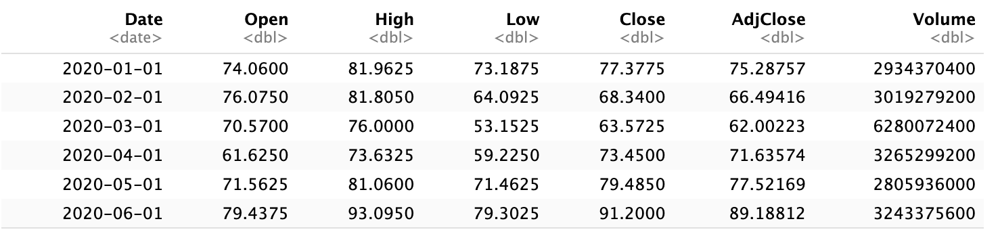 Date Open High Low Close AdjClose Volume
<date> <dbl> <dbl> <dbl> <dbl> <dbl> <dbl>
2020-01-01 74.0600 81.9625 73.1875 77.3775 75.28757 2934370400
2020-02-01 76.0750 81.8050 64.0925 68.3400 66.49416 3019279200
2020-03-01 70.5700 76.0000 53.1525 63.5725 62.00223 6280072400
2020-04-01 61.6250 73.6325 59.2250 73.4500 71.63574 3265299200
2020-05-01 71.5625 81.0600 71.4625 79.4850 77.52169 2805936000
2020-06-01 79.4375 93.0950 79.3025 91.2000 89.18812 3243375600